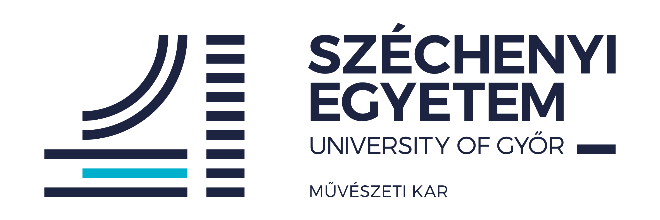 SZÉCHENYI
EGYETEM
UNIVERSITY OF GYŐR
MŰVÉSZETI KAR